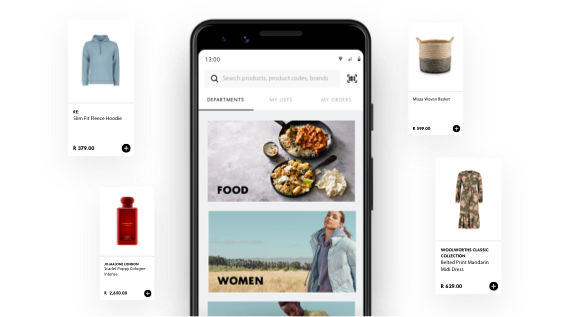 12:00
Search products, product codes, brands
DEPARTMENTS
MY LISTS
MY ORDERS
FOOD
WOMEN
RE:
Slim Fit Fleece Hoodie
R 379.00
JO MALONE LONDON
Scarlet Poppy Cologne
Intense
R 2,650.00
Missy Woven Basket
R 599.00
WOOLWORTHS CLASSIC
COLLECTION
Belted Print Mandarin
Midi Dress
R 629.00